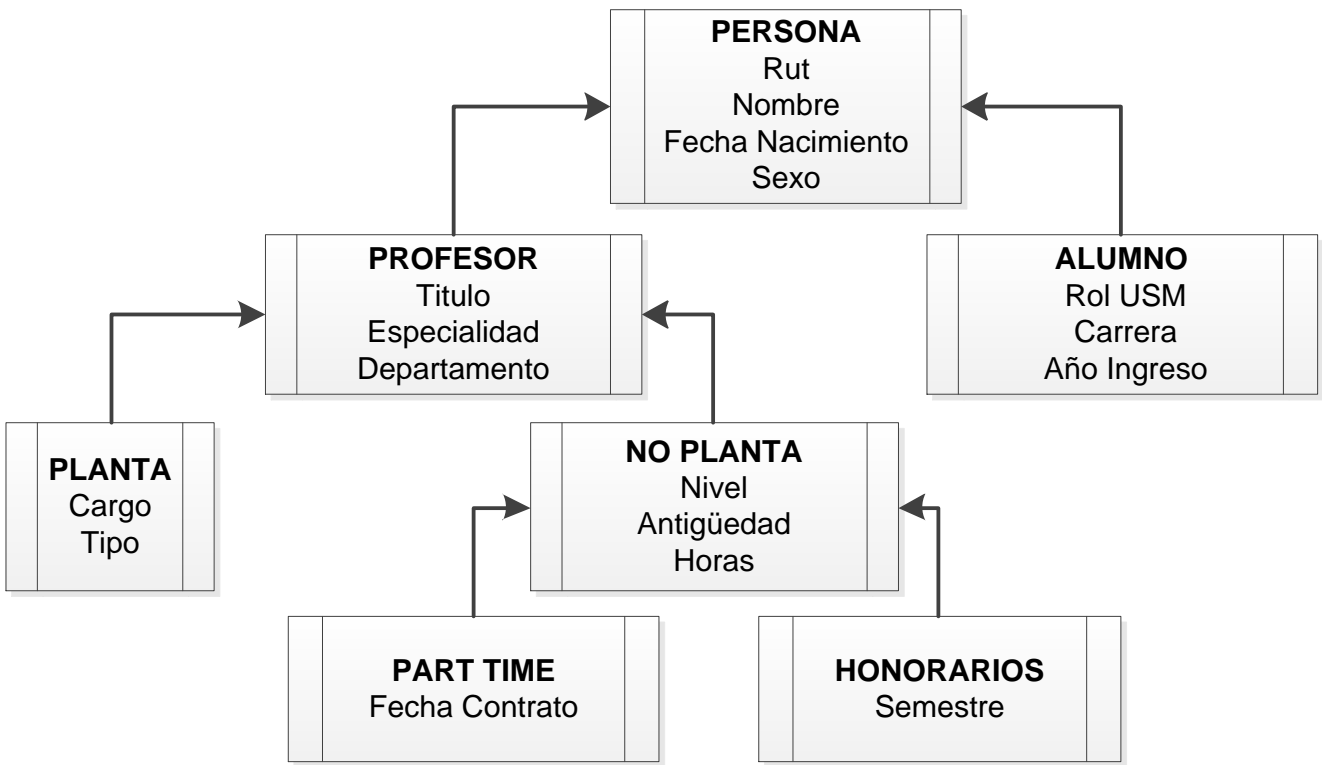 PERSONA
Rut
Nombre
Fecha Nacimiento
Sexo
PROFESOR
Titulo
Especialidad
Departamento
ALUMNO
Rol USM
Carrera
Año Ingreso
PLANTA
Cargo
Tipo
NO PLANTA
Nivel
Antigüedad
Horas
PART TIME
Fecha Contrato
HONORARIOS
Semestre